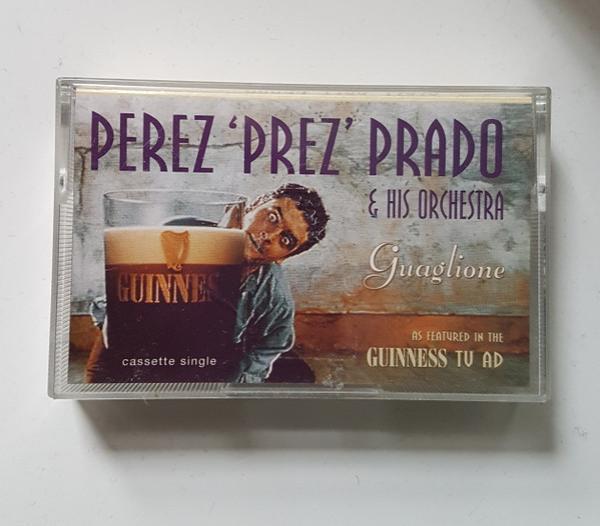 PEREZ 'PREZ' PRADO
& HIS ORCHESTRA
Guaglione
GUINNES
AS FEATURED IN THE
GUINNESS TV AD
cassette single